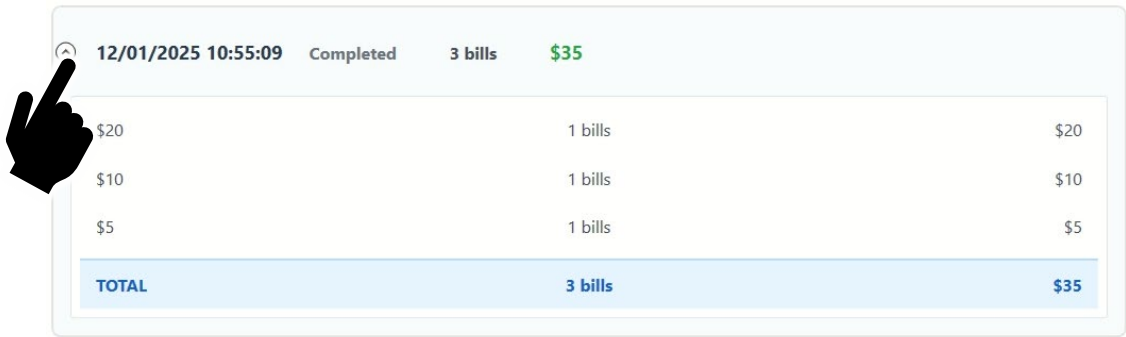 12/01/2025 10:55:09 Completed 3 bills $35
$20 1 bills $20
$10 1 bills $10
$5 1 bills $5
TOTAL 3 bills $35